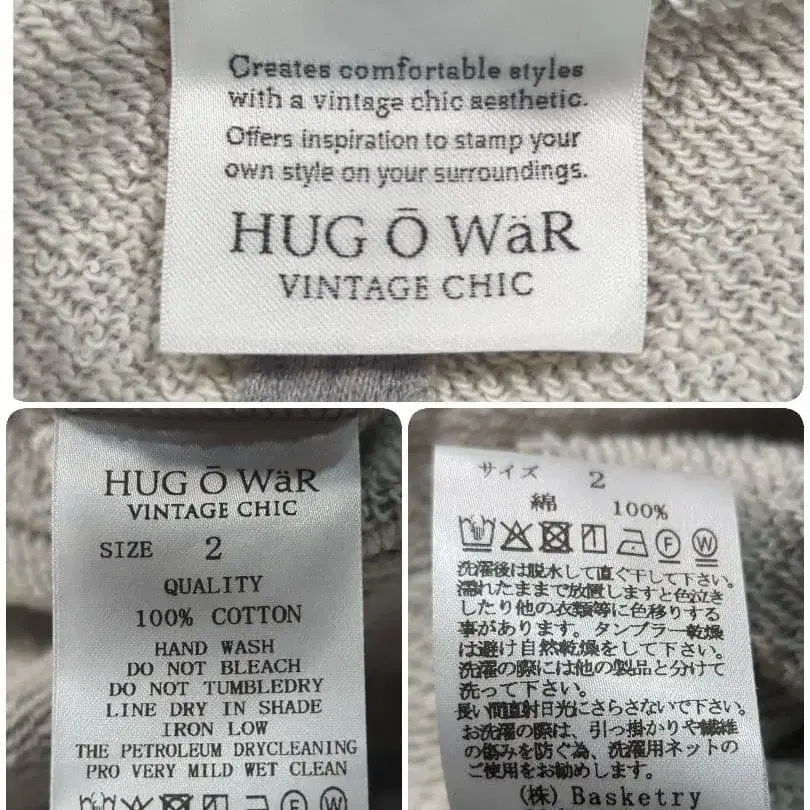 Creates comfortable styles
with a vintage chic aesthetic.
Offers inspiration to stamp your
own style on your surroundings.
HUG Ō WäR
VINTAGE CHIC
HUG Ō WäR
VINTAGE CHIC
SIZE 2
QUALITY
100% COTTON
HAND WASH
DO NOT BLEACH
DO NOT TUMBLEDRY
LINE DRY IN SHADE
IRON LOW
THE PETROLEUM DRYCLEANING
PRO VERY MILD WET CLEAN
F W
サイズ 2
綿 100%
F W
洗濯後は脱水して直ぐ干して下さい。
濡れたままで放置しますと色泣き
したり他の衣類等に色移りする
事があります。タンブラー乾燥
は避け自然乾燥をして下さい。
洗濯の際には他の製品と分けて
洗って下さい。
長い間直射日光にさらさないで下さい。
お洗濯の際は、引っ掛かりや繊維
の傷みを防ぐ為、洗濯用ネットの
ご使用をお勧めします。
(株) Basketry